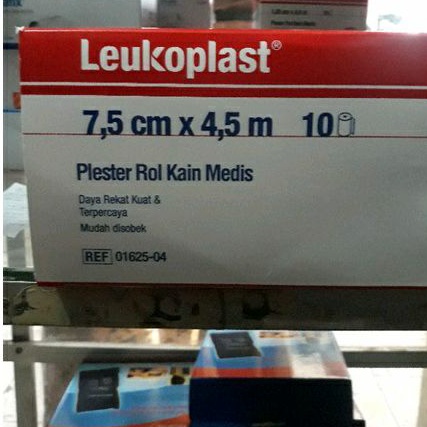 Leukoplast®
7,5 cm x 4,5 m 10
Plester Rol Kain Medis
Daya Rekat Kuat &
Terpercaya
Mudah disobek
REF 01625-04